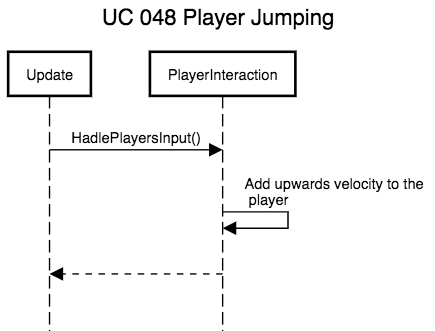 UC 048 Player Jumping
Update
PlayerInteraction
HadlePlayersInput()
Add upwards velocity to the
player